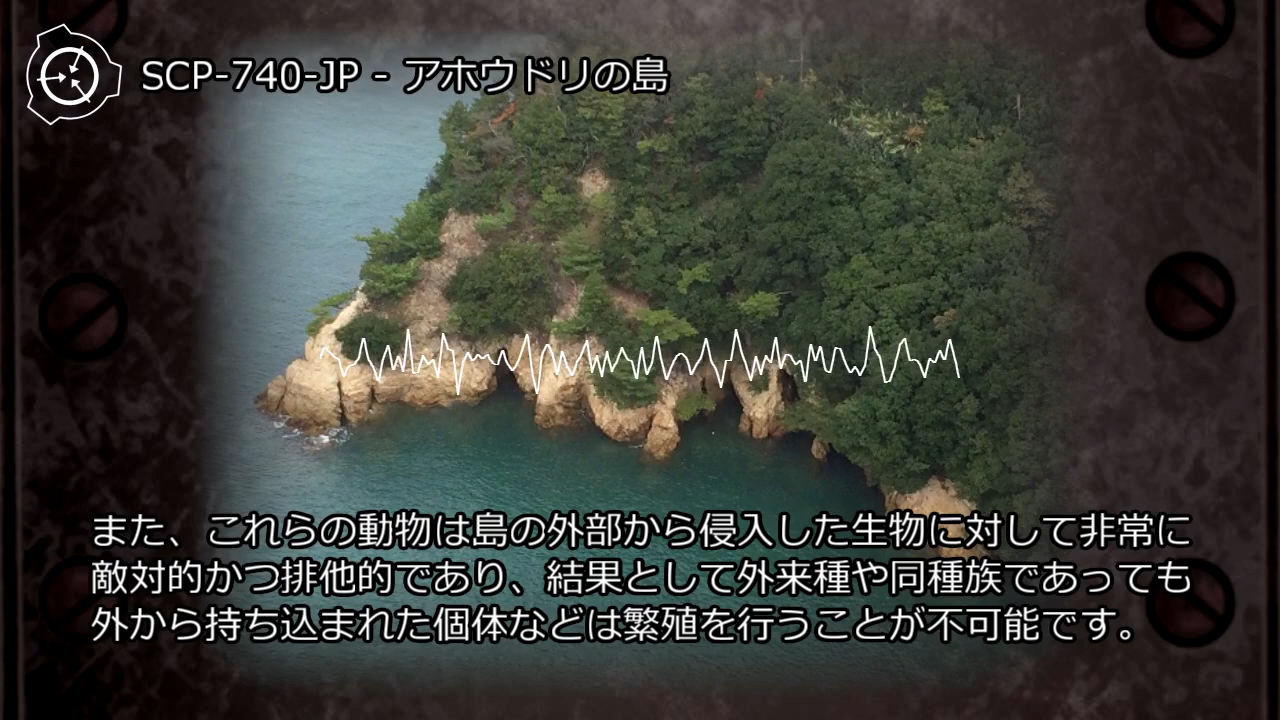 SCP-740-JP - アホウドリの島
また、これらの動物は島の外部から侵入した生物に対して非常に
敵対的かつ排他的であり、結果として外来種や同種族であっても
外から持ち込まれた個体などは繁殖を行うことが不可能です。